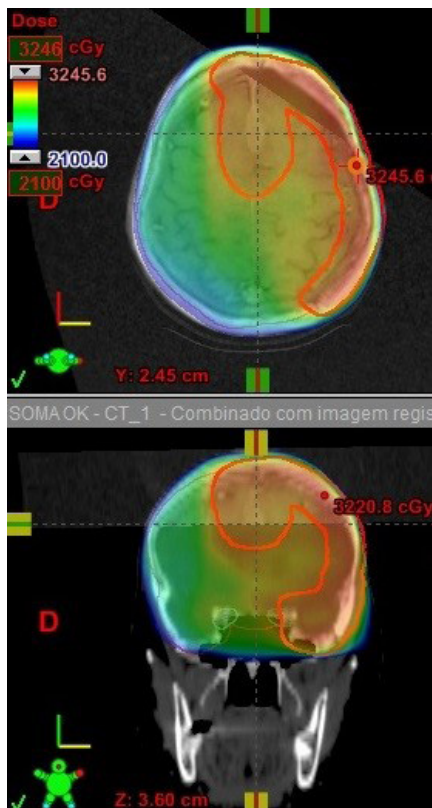 Dose
3246 cGy
3245.6
2100.0
2100 cGy
D
3245.6
Y: 2.45 cm
SOMA OK - CT_1 - Combinado com imagem regis
3220.8 cGy
D
Z: 3.60 cm